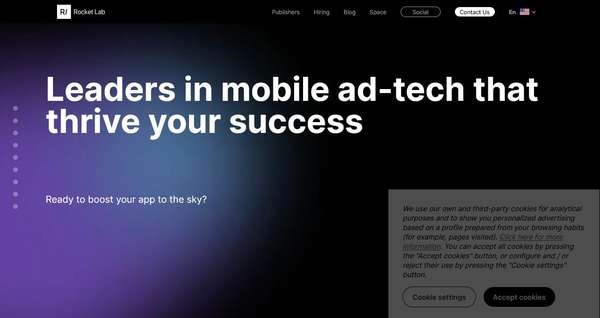 R/ Rocket Lab
Publishers Hiring Blog Space Social Contact Us En
Leaders in mobile ad-tech that
thrive your success
Ready to boost your app to the sky?
We use our own and third-party cookies for analytical
purposes and to show you personalized advertising
based on a profile prepared from your browsing habits
(for example, pages visited). Click here for more
information. You can accept all cookies by pressing
the "Accept cookies" button, or configure and / or
reject their use by pressing the "Cookie settings"
button.
Cookie settings Accept cookies